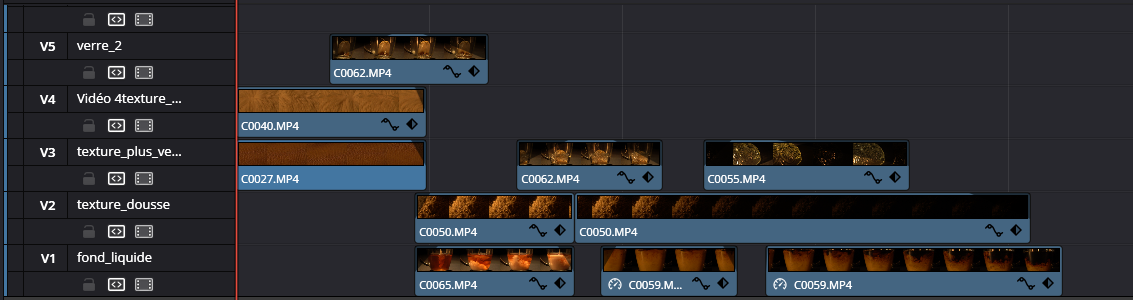 V5 verre_2
C0062.MP4
V4 Vidéo 4texture_...
C0040.MP4
V3 texture_plus_ve...
C0027.MP4 C0062.MP4 C0055.MP4
V2 texture_dousse
C0050.MP4 C0050.MP4
V1 fond_liquide
C0065.MP4 C0059.M... C0059.MP4